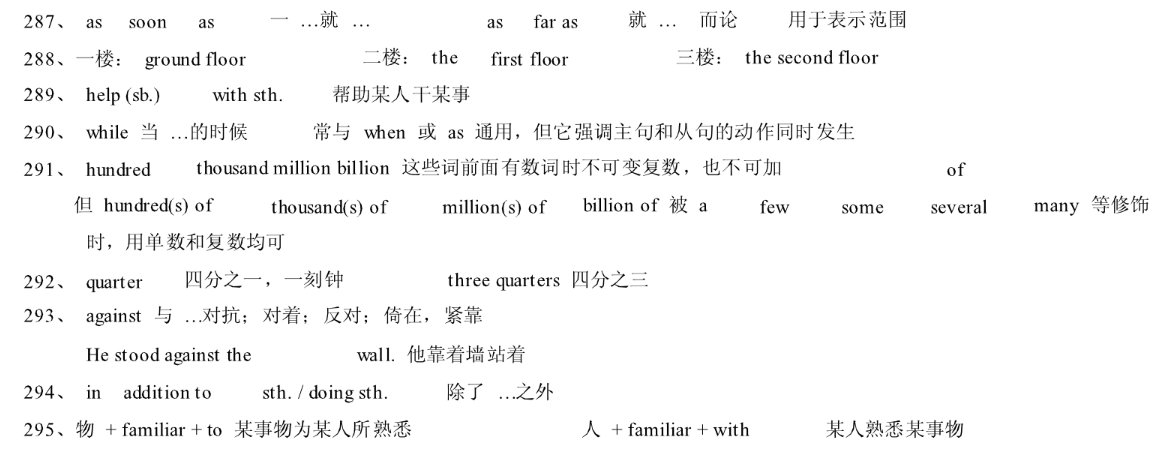 287、 as soon as 一 …就 … as far as 就 … 而论 用于表示范围
288、一楼： ground floor 二楼： the first floor 三楼： the second floor
289、 help (sb.) with sth. 帮助某人干某事
290、 while 当 …的时候 常与 when 或 as 通用，但它强调主句和从句的动作同时发生
291、 hundred thousand million billion 这些词前面有数词时不可变复数，也不可加 of
但 hundred(s) of thousand(s) of million(s) of billion of 被 a few some several many 等修饰
时，用单数和复数均可
292、 quarter 四分之一，一刻钟 three quarters 四分之三
293、 against 与 …对抗；对着；反对；倚在，紧靠
He stood against the wall. 他靠着墙站着
294、 in addition to sth. / doing sth. 除了 …之外
295、物 + familiar + to 某事物为某人所熟悉 人 + familiar + with 某人熟悉某事物